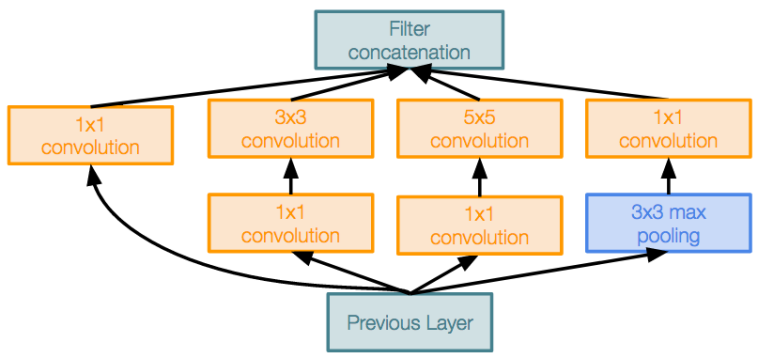 Filter
concatenation
1x1
convolution
3x3
convolution
5x5
convolution
1x1
convolution
1x1
convolution
1x1
convolution
3x3 max
pooling
Previous Layer